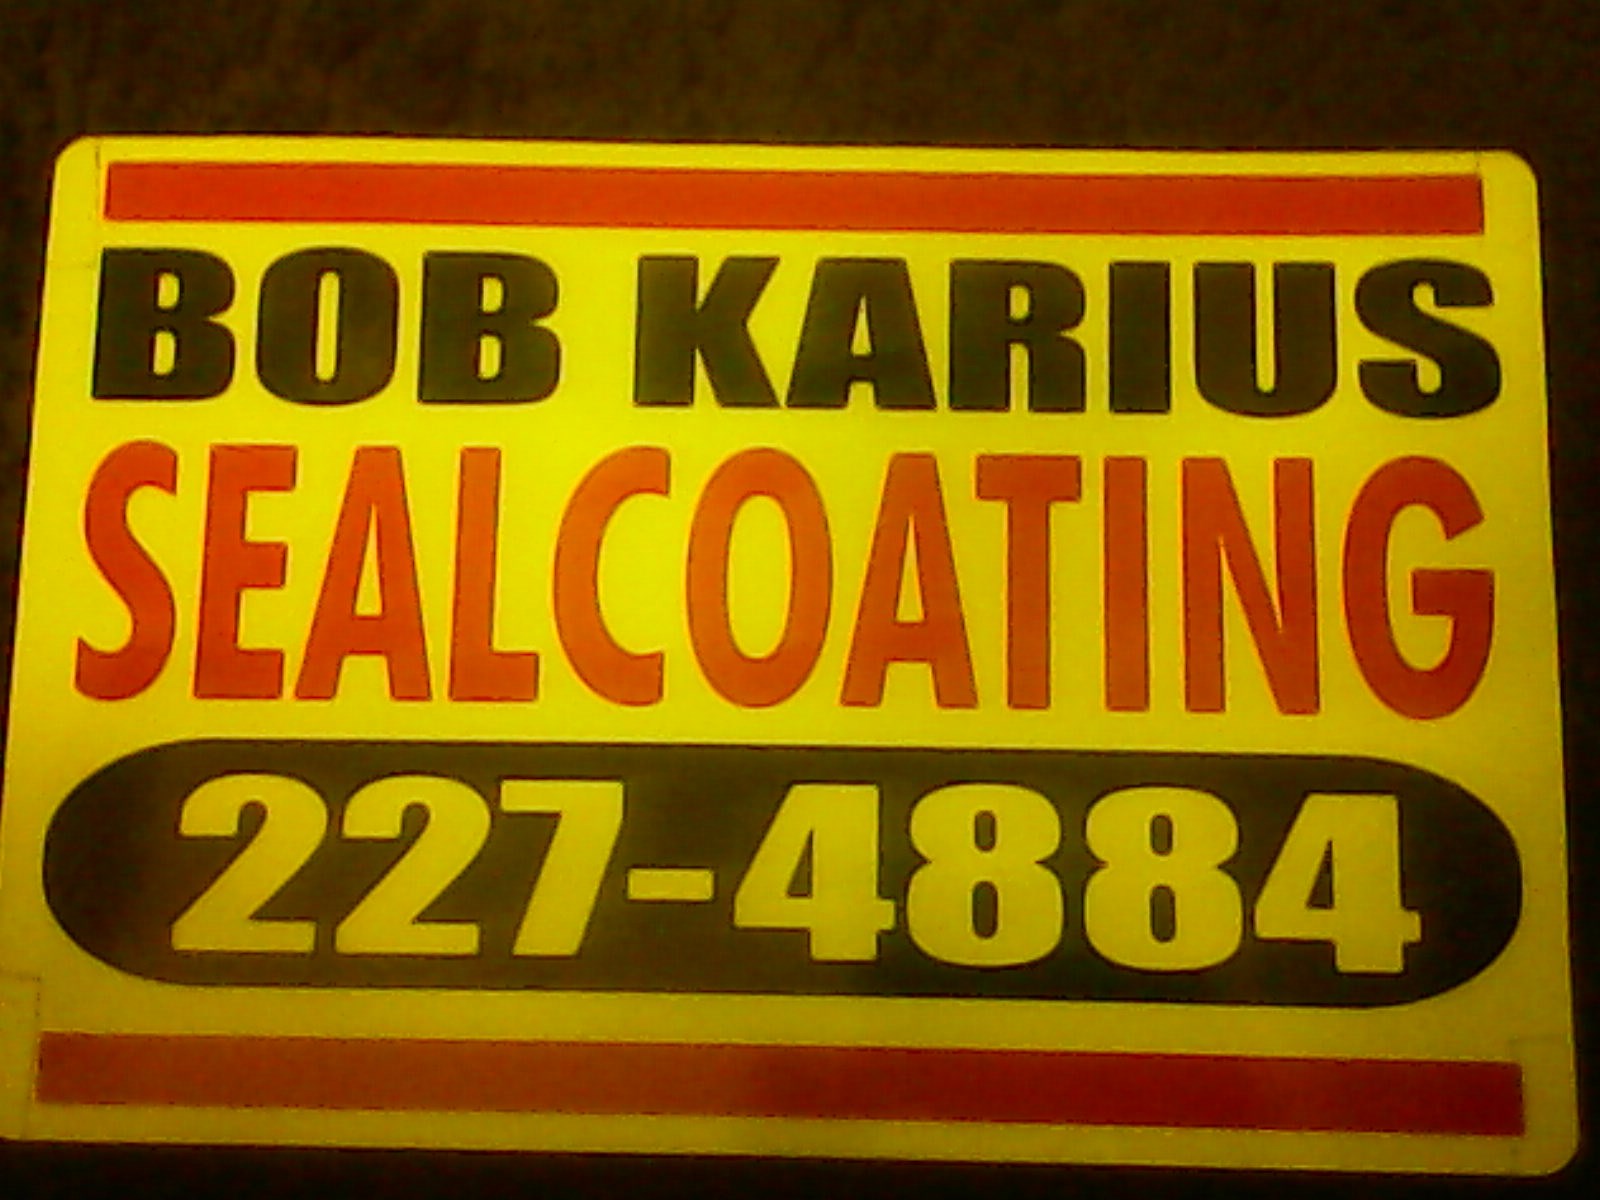 BOB KARIUS
SEALCOATING
227-4884